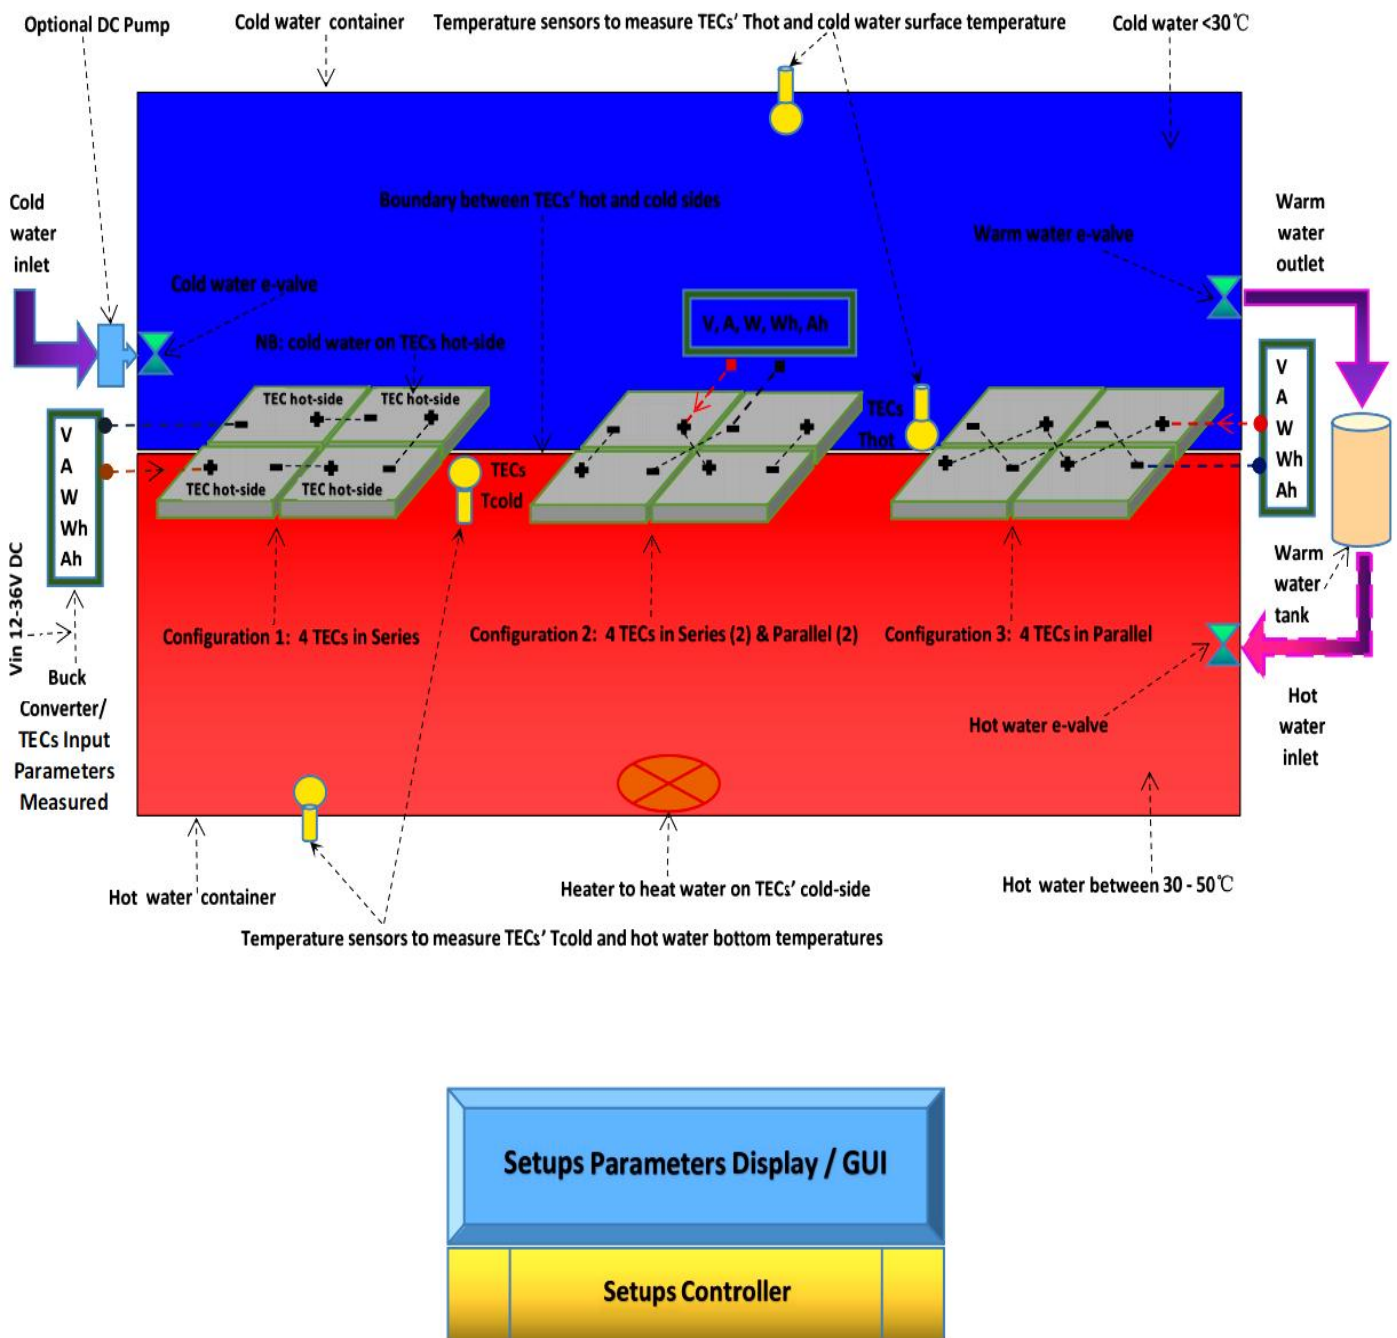 Optional DC Pump
Cold water container
Temperature sensors to measure TECs' Thot and cold water surface temperature
Cold water <30℃
Cold
water
inlet
Boundary between TECs' hot and cold sides
Warm water e-valve
Warm
water
outlet
Cold water e-valve
NB: cold water on TECs hot-side
V, A, W, Wh, Ah
TEC hot-side
TEC hot-side
TEC hot-side
TEC hot-side
TECs
Thot
TECs
Tcold
V
A
W
Wh
Ah
V
A
W
Wh
Ah
Vin 12-36V DC
Warm
water
tank
Configuration 1: 4 TECs in Series
Configuration 2: 4 TECs in Series (2) & Parallel (2)
Configuration 3: 4 TECs in Parallel
Buck
Converter/
TECs Input
Parameters
Measured
Hot water e-valve
Hot
water
inlet
Hot water container
Heater to heat water on TECs' cold-side
Hot water between 30 - 50℃
Temperature sensors to measure TECs' Tcold and hot water bottom temperatures
Setups Parameters Display / GUI
Setups Controller